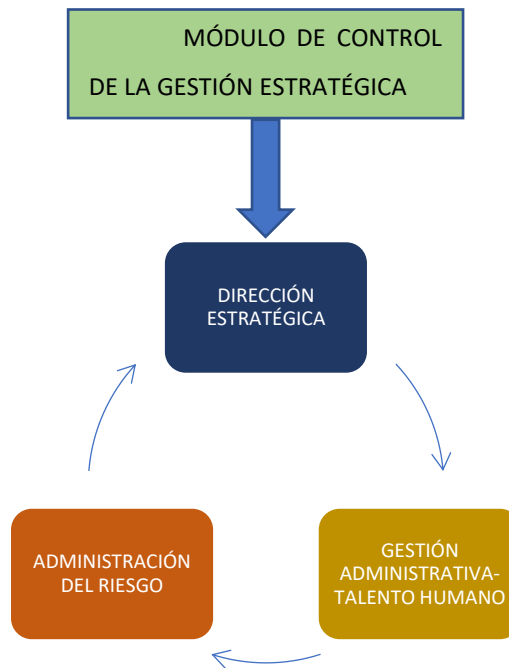 MÓDULO DE CONTROL
DE LA GESTIÓN ESTRATÉGICA
DIRECCIÓN
ESTRATÉGICA
ADMINISTRACIÓN
DEL RIESGO
GESTIÓN
ADMINISTRATIVA-
TALENTO HUMANO